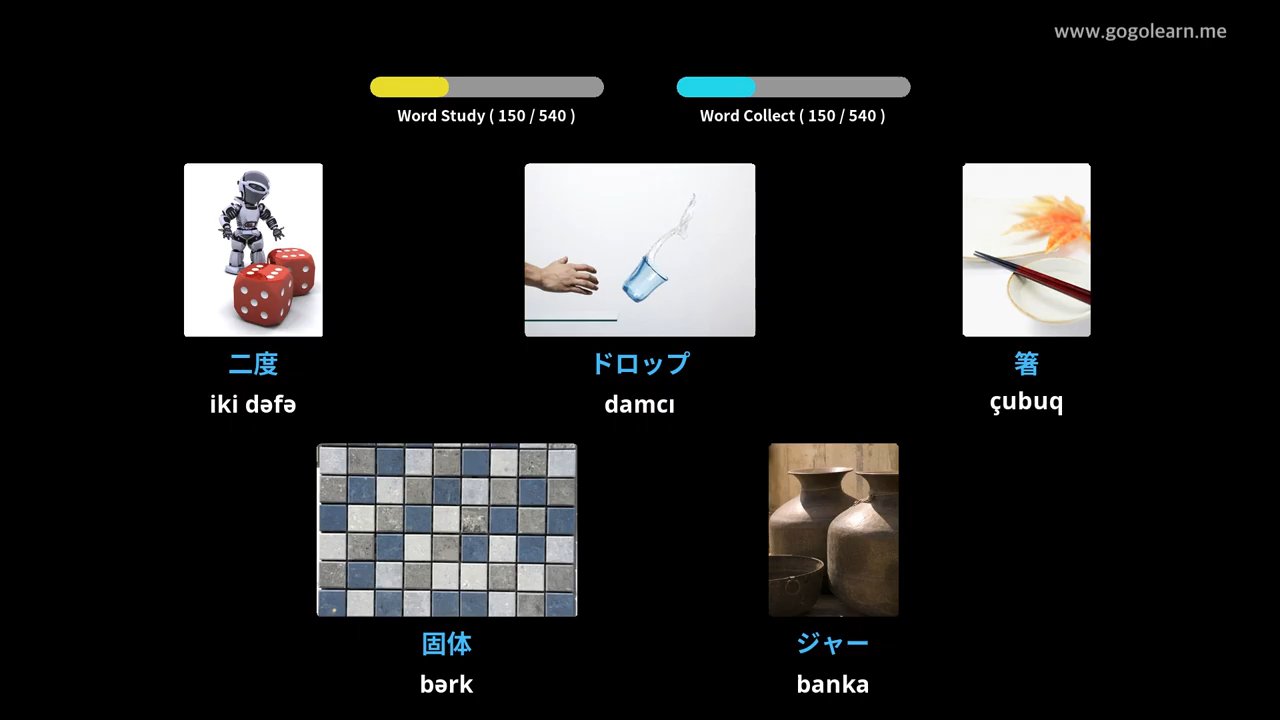 www.gogolearn.me
Word Study ( 150 / 540 )
Word Collect ( 150 / 540 )
二度
iki dəfə
ドロップ
damcı
箸
çubuq
固体
bərk
ジャー
banka